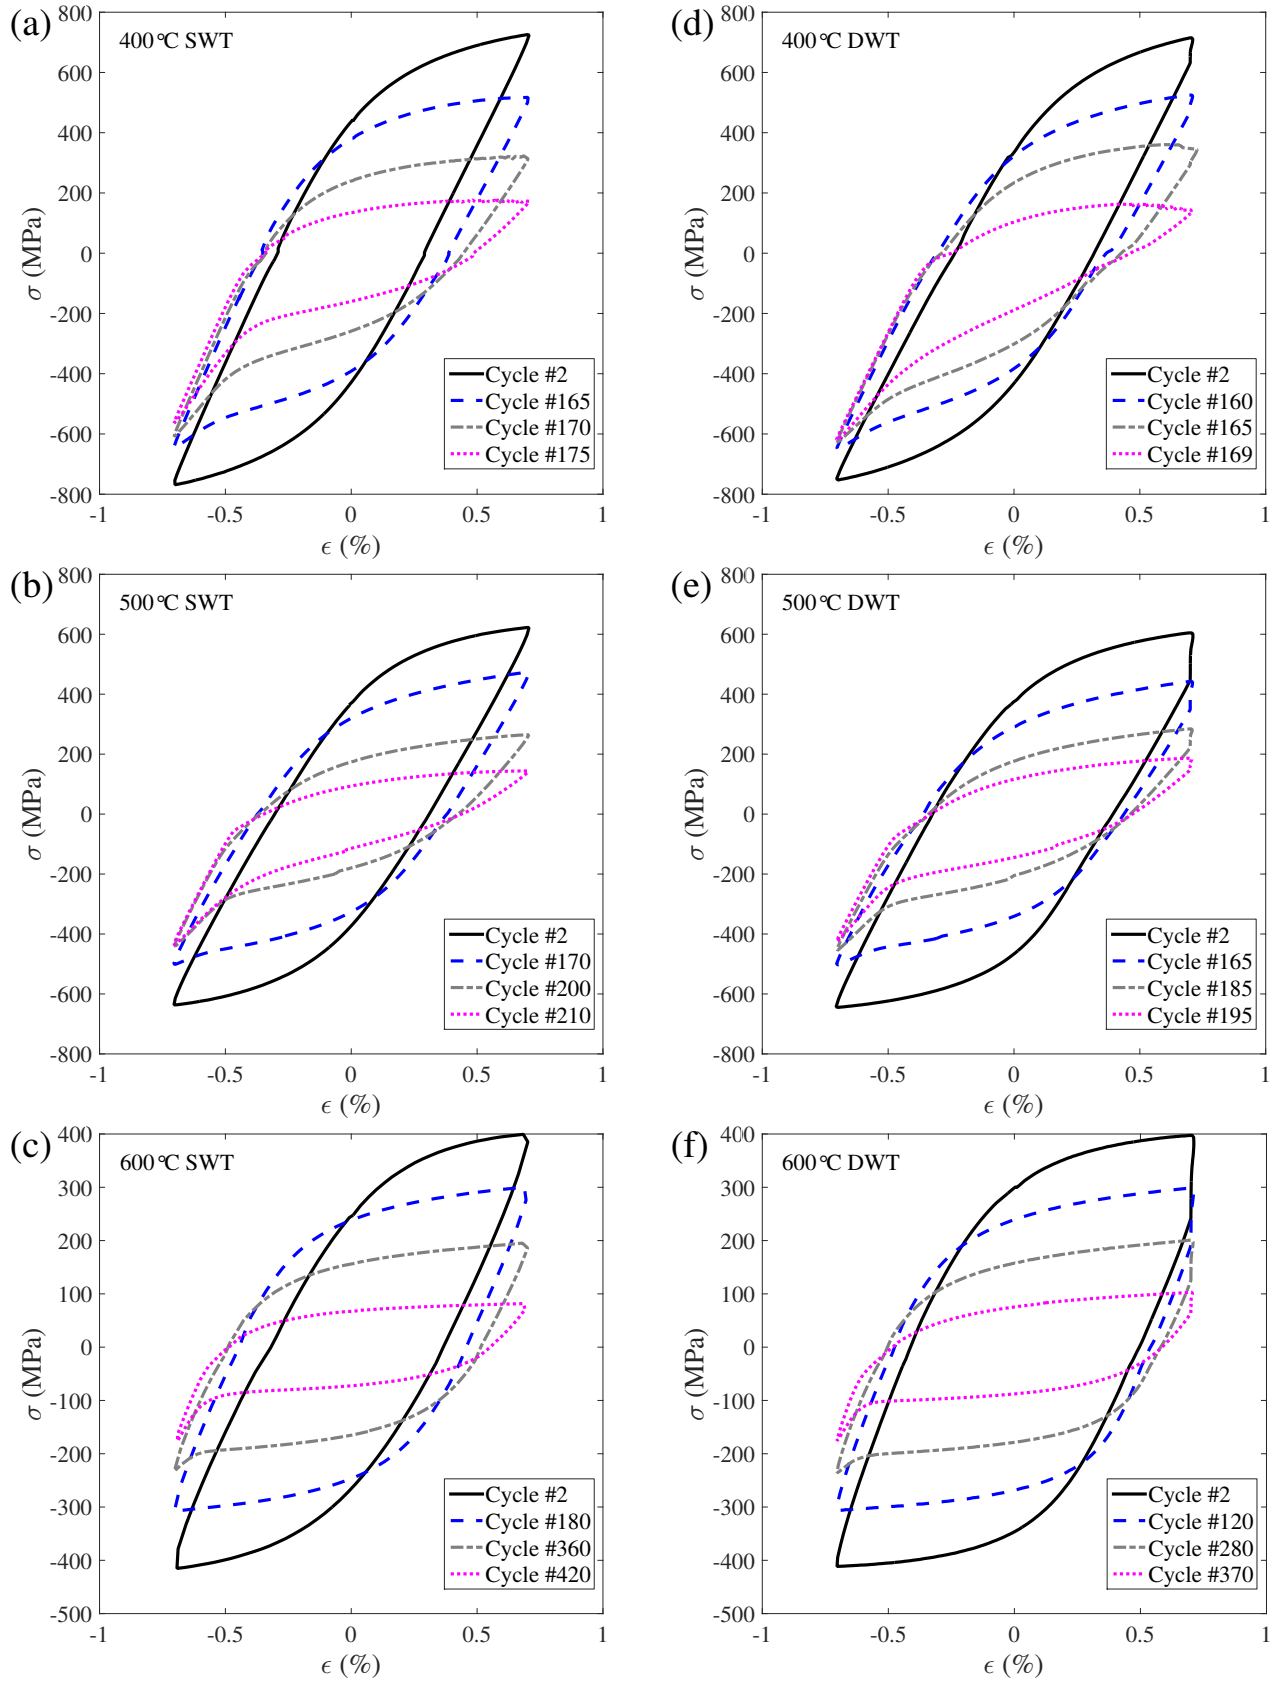 (a)
400°C SWT
σ (MPa)
800
600
400
200
0
-200
-400
-600
-800
-1
-0.5
0
0.5
1
ϵ (%)
Cycle #2
Cycle #165
Cycle #170
Cycle #175
(d)
400°C DWT
σ (MPa)
800
600
400
200
0
-200
-400
-600
-800
-1
-0.5
0
0.5
1
ϵ (%)
Cycle #2
Cycle #160
Cycle #165
Cycle #169
(b)
500°C SWT
σ (MPa)
800
600
400
200
0
-200
-400
-600
-800
-1
-0.5
0
0.5
1
ϵ (%)
Cycle #2
Cycle #170
Cycle #200
Cycle #210
(e)
500°C DWT
σ (MPa)
800
600
400
200
0
-200
-400
-600
-800
-1
-0.5
0
0.5
1
ϵ (%)
Cycle #2
Cycle #165
Cycle #185
Cycle #195
(c)
600°C SWT
σ (MPa)
400
300
200
100
0
-100
-200
-300
-400
-500
-1
-0.5
0
0.5
1
ϵ (%)
Cycle #2
Cycle #180
Cycle #360
Cycle #420
(f)
600°C DWT
σ (MPa)
400
300
200
100
0
-100
-200
-300
-400
-500
-1
-0.5
0
0.5
1
ϵ (%)
Cycle #2
Cycle #120
Cycle #280
Cycle #370